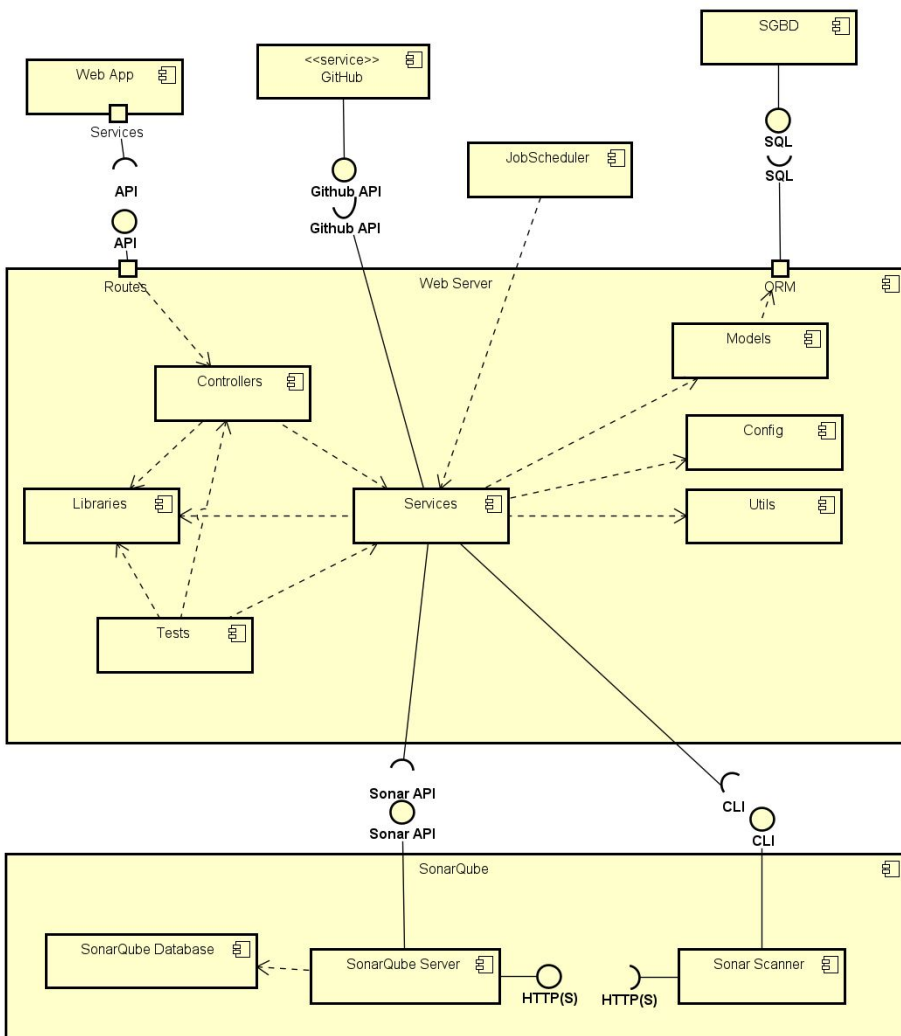 SGBD
<<service>>
GitHub
Web App
Services
SQL
SQL
JobScheduler
API
Github API
Github API
API
Routes
Web Server
ORM
Models
Controllers
Config
Libraries
Services
Utils
Tests
Sonar API
Sonar API
CLI
CLI
SonarQube
SonarQube Database
SonarQube Server
Sonar Scanner
HTTP(S)
HTTP(S)